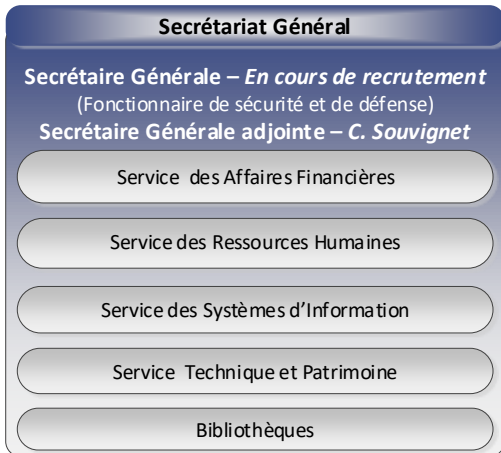 Secrétariat Général
Secrétaire Générale – En cours de recrutement
(Fonctionnaire de sécurité et de défense)
Secrétaire Générale adjointe – C. Souvignet
Service des Affaires Financières
Service des Ressources Humaines
Service des Systèmes d'Information
Service Technique et Patrimoine
Bibliothèques